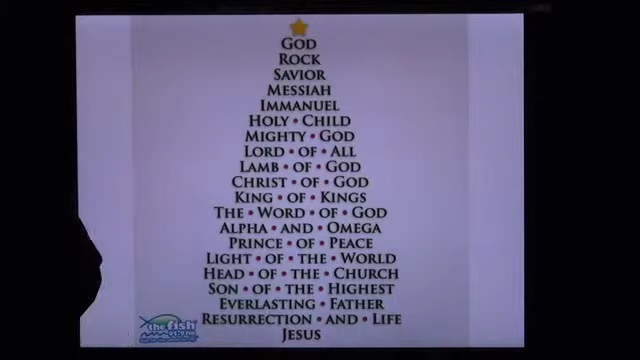 GOD
ROCK
SAVIOR
MESSIAH
IMMANUEL
HOLY • CHILD
MIGHTY • GOD
LORD • OF • ALL
LAMB • OF • GOD
CHRIST • OF • GOD
KING • OF • KINGS
THE • WORD • OF • GOD
ALPHA • AND • OMEGA
PRINCE • OF • PEACE
LIGHT • OF • THE • WORLD
HEAD • OF • THE • CHURCH
SON • OF • THE • HIGHEST
EVERLASTING • FATHER
RESURRECTION • AND • LIFE
JESUS
the fish